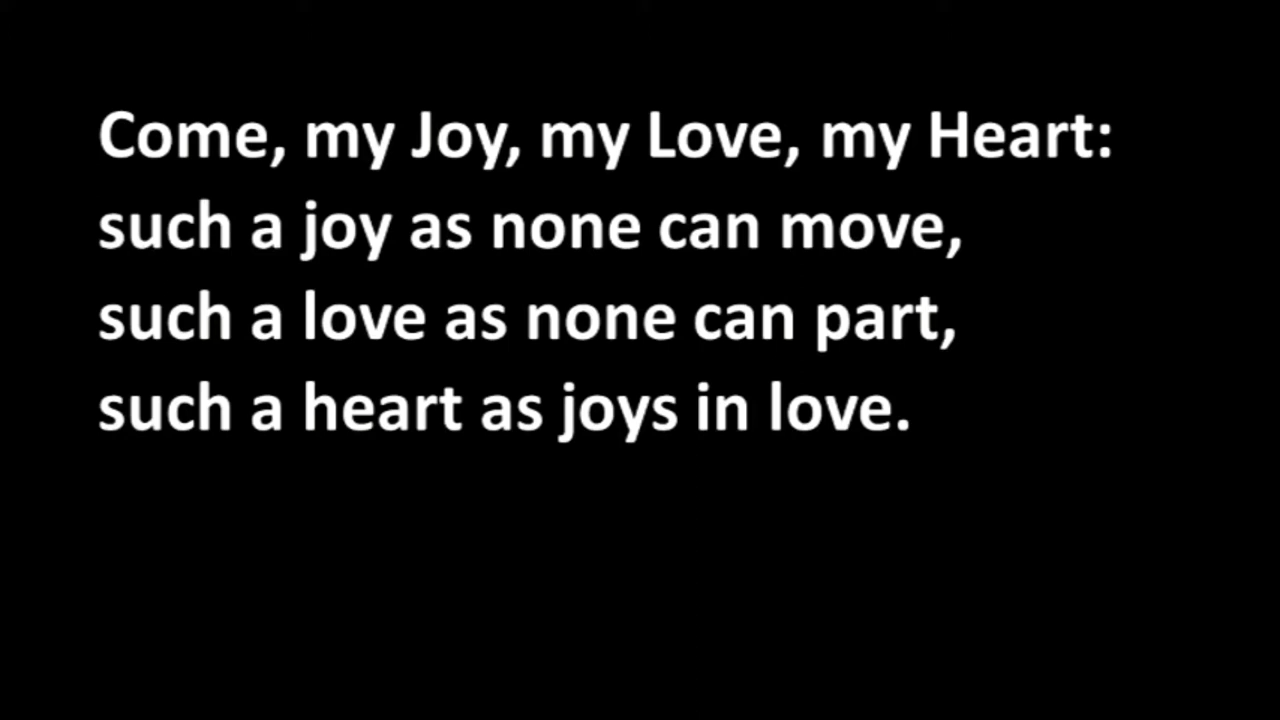 Come, my Joy, my Love, my Heart:
such a joy as none can move,
such a love as none can part,
such a heart as joys in love.